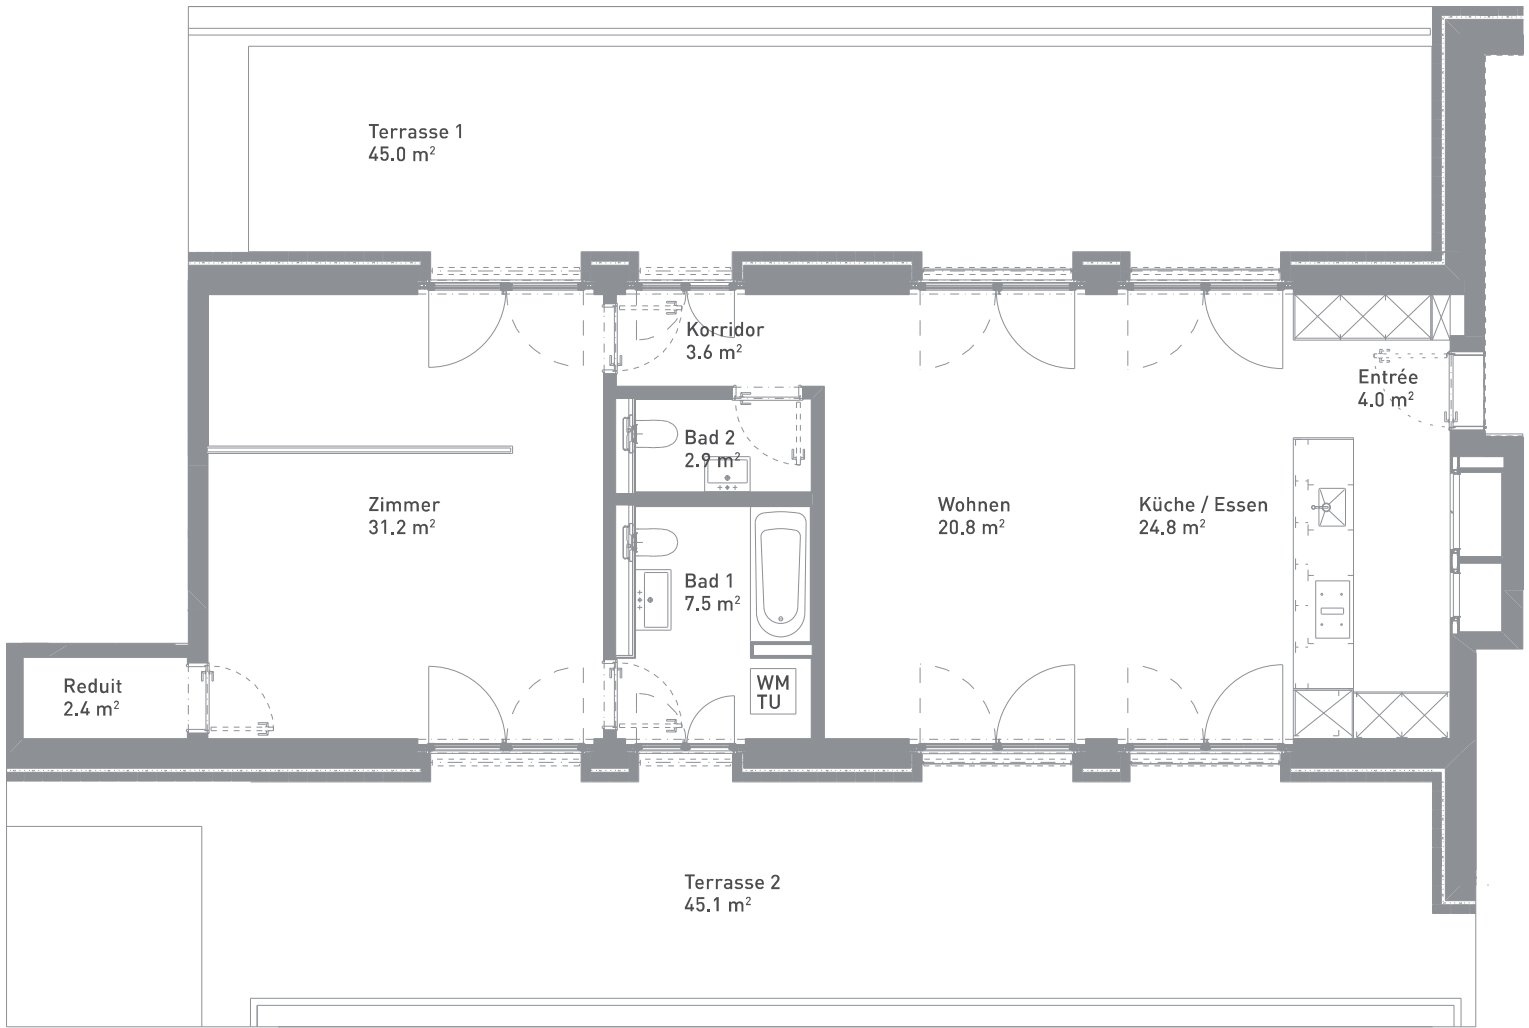 Terrasse 1
45.0 m²
Korridor
3.6 m²
Entrée
4.0 m²
Bad 2
2.9 m²
Zimmer
31.2 m²
Wohnen
20.8 m²
Küche / Essen
24.8 m²
Bad 1
7.5 m²
Reduit
2.4 m²
WM
TU
Terrasse 2
45.1 m²